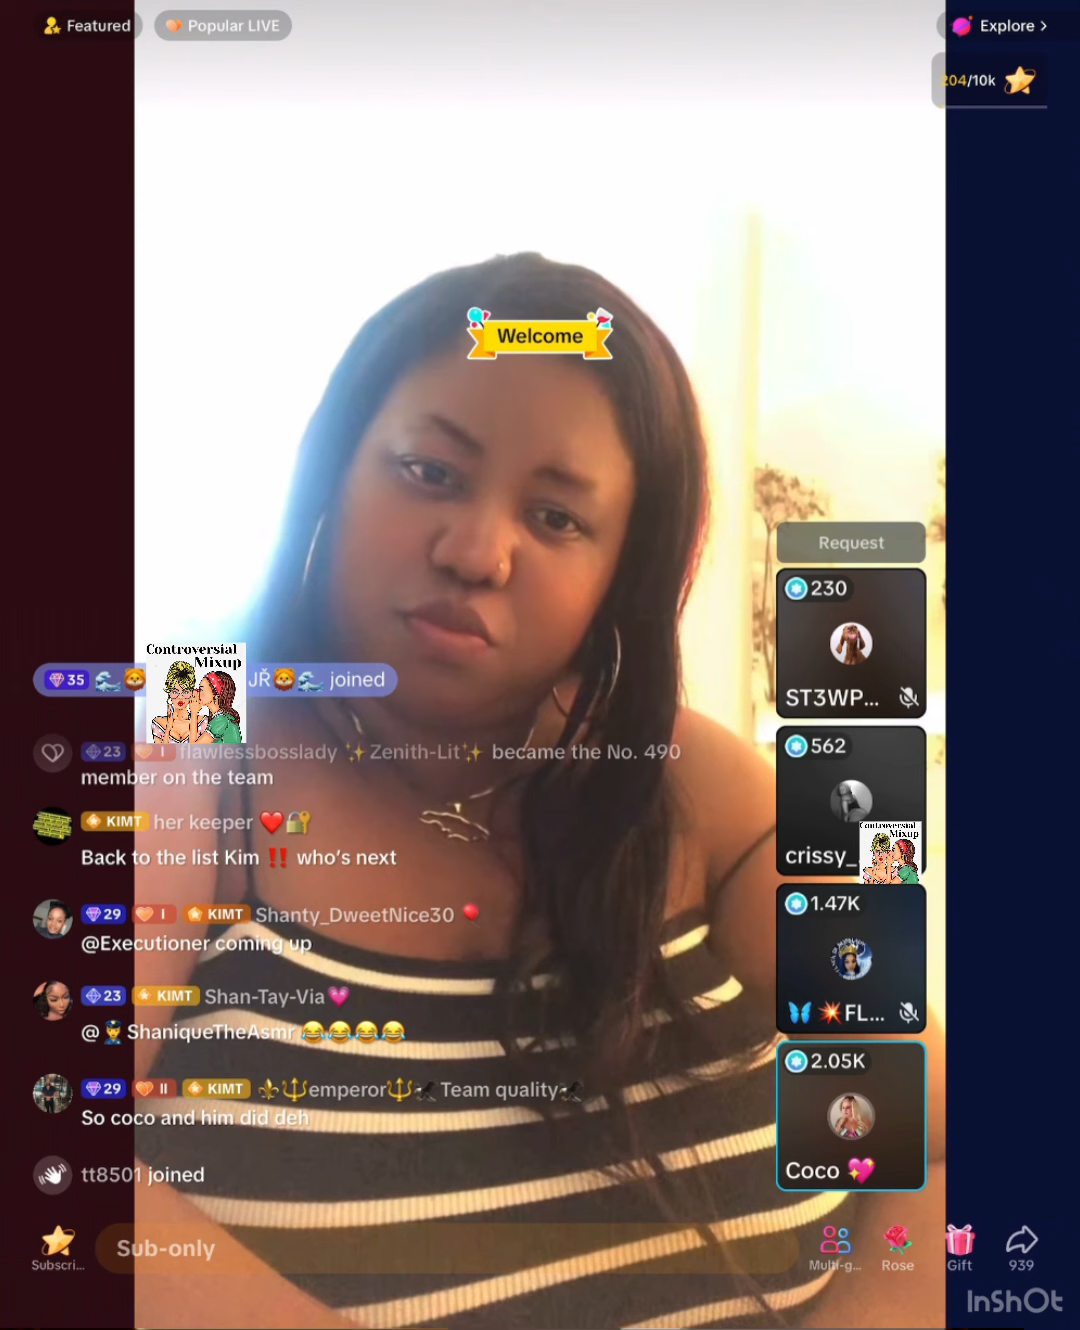 Featured
Popular LIVE
Explore >
204/10k
Welcome
Request
230
ST3WP...
562
crissy_
Controversial
Mixup
1.47K
FL...
2.05K
Coco
Controversial
Mixup
35 JŘ joined
23 I flawlessbosslady ✨Zenith-Lit✨ became the No. 490
member on the team
KIMT her keeper ❤️🔐
Back to the list Kim ‼️ who's next
29 I KIMT Shanty_DweetNice30 🎈
@Executioner coming up
23 KIMT Shan-Tay-Via💗
@👮ShaniqueTheAsmr 😂😂😂😂
29 II KIMT ⚜️🔱emperor🔱 Team quality
So coco and him did deh
tt8501 joined
Subscri...
Sub-only
Multi-g...
Rose
Gift
939
InShOt